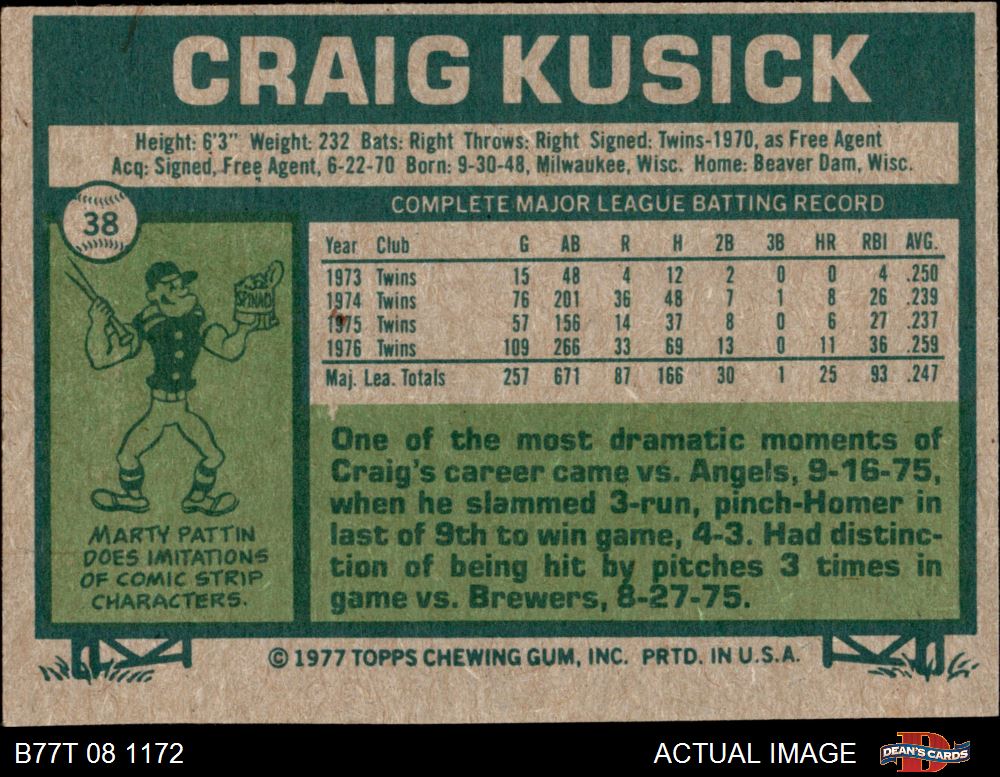 CRAIG KUSICK
Height: 6'3" Weight: 232 Bats: Right Throws: Right Signed: Twins-1970, as Free Agent
Acq: Signed, Free Agent, 6-22-70 Born: 9-30-48, Milwaukee, Wisc. Home: Beaver Dam, Wisc.
38
COMPLETE MAJOR LEAGUE BATTING RECORD
Year Club G AB R H 2B 3B HR RBI AVG.
1973 Twins 15 48 4 12 2 0 0 4 .250
1974 Twins 76 201 36 48 7 1 8 26 .239
1975 Twins 57 156 14 37 8 0 6 27 .237
1976 Twins 109 266 33 69 13 0 11 36 .259
Maj. Lea. Totals 257 671 87 166 30 1 25 93 .247
SPINACH
MARTY PATTIN
DOES IMITATIONS
OF COMIC STRIP
CHARACTERS.
One of the most dramatic moments of
Craig's career came vs. Angels, 9-16-75,
when he slammed 3-run, pinch-Homer in
last of 9th to win game, 4-3. Had distinc-
tion of being hit by pitches 3 times in
game vs. Brewers, 8-27-75.
© 1977 TOPPS CHEWING GUM, INC. PRTD. IN U.S.A.
B77T 08 1172 ACTUAL IMAGE DEAN'S CARDS